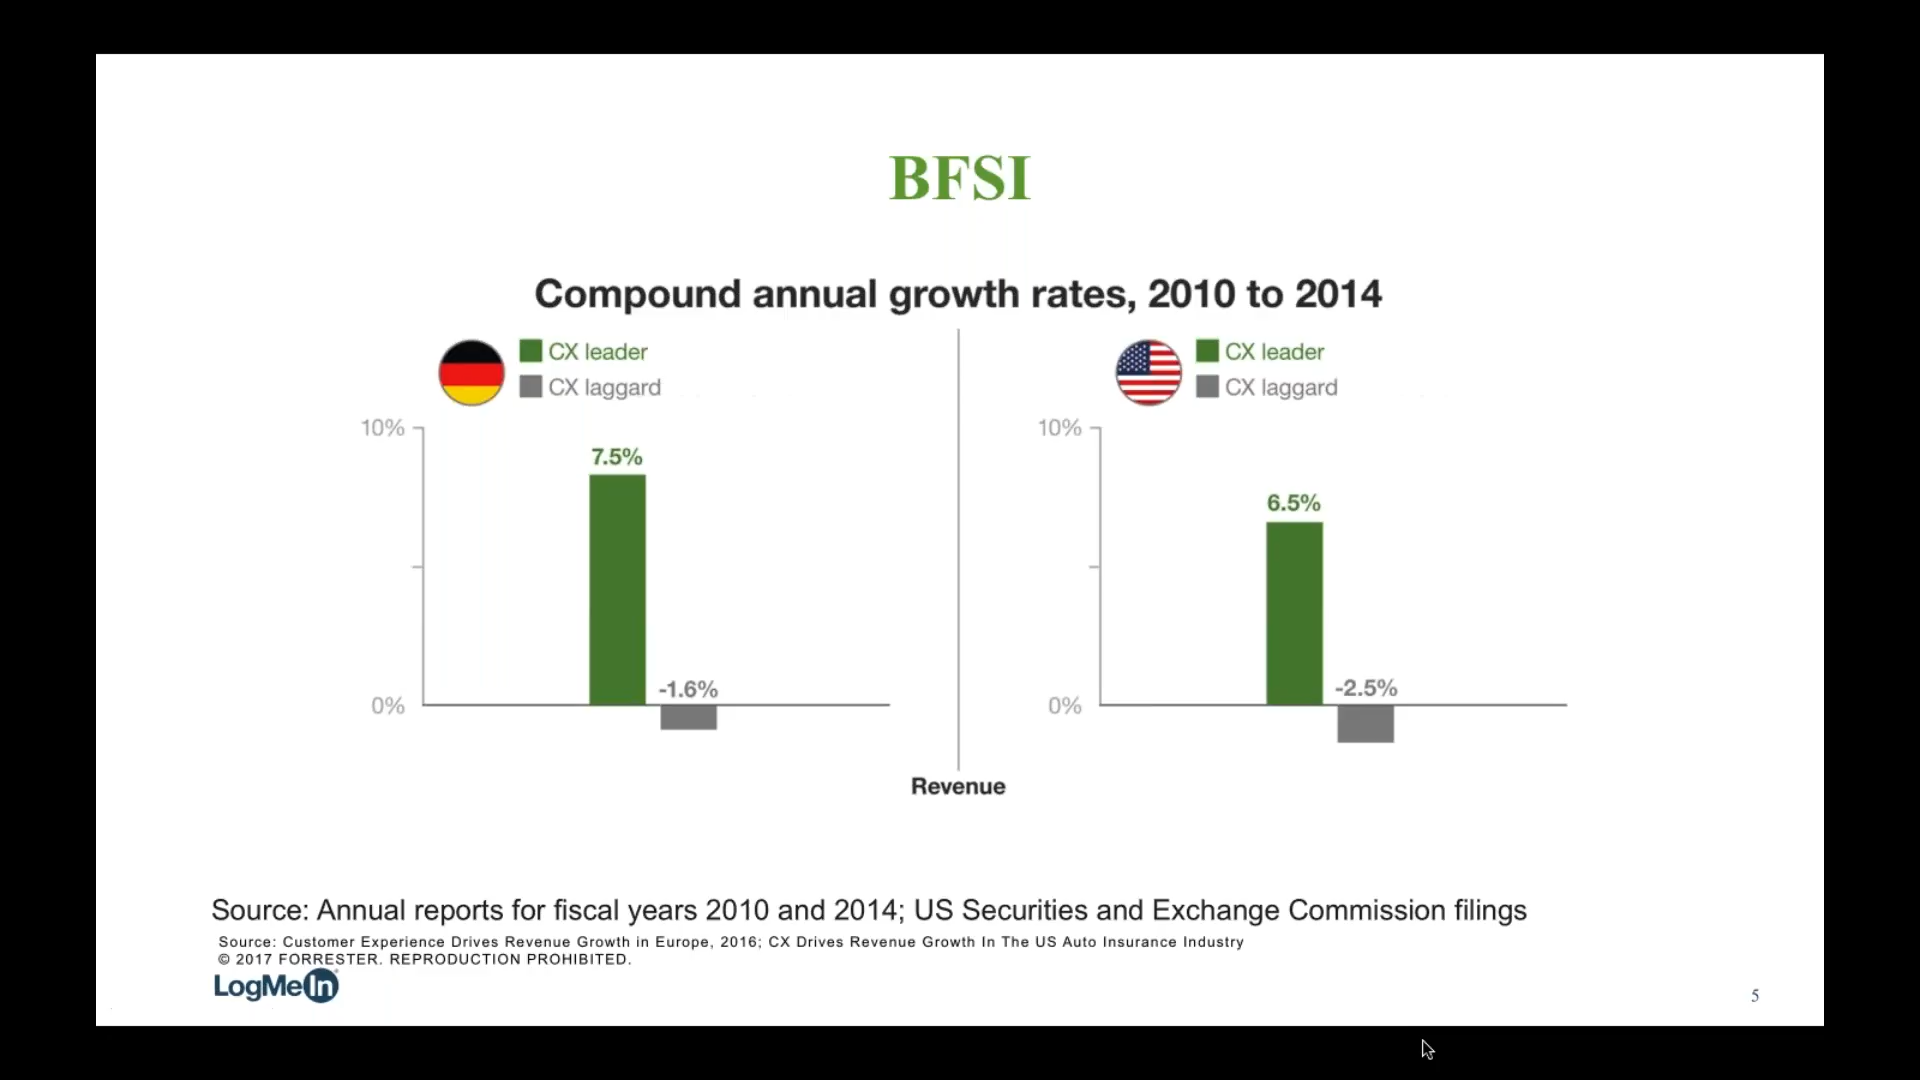 BFSI
Compound annual growth rates, 2010 to 2014
CX leader
CX laggard
10%
7.5%
-1.6%
0%
CX leader
CX laggard
10%
6.5%
-2.5%
0%
Revenue
Source: Annual reports for fiscal years 2010 and 2014; US Securities and Exchange Commission filings
Source: Customer Experience Drives Revenue Growth in Europe, 2016; CX Drives Revenue Growth In The US Auto Insurance Industry
© 2017 FORRESTER. REPRODUCTION PROHIBITED.
LogMeIn
5